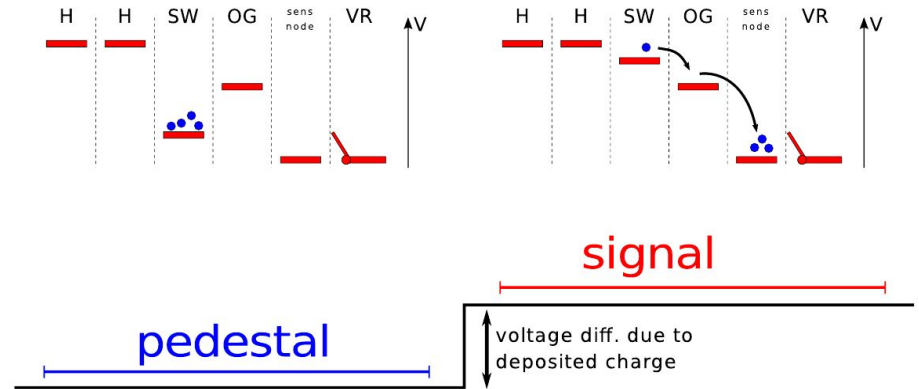 H H SW OG sens node VR V
H H SW OG sens node VR V
signal
pedestal
voltage diff. due to
deposited charge